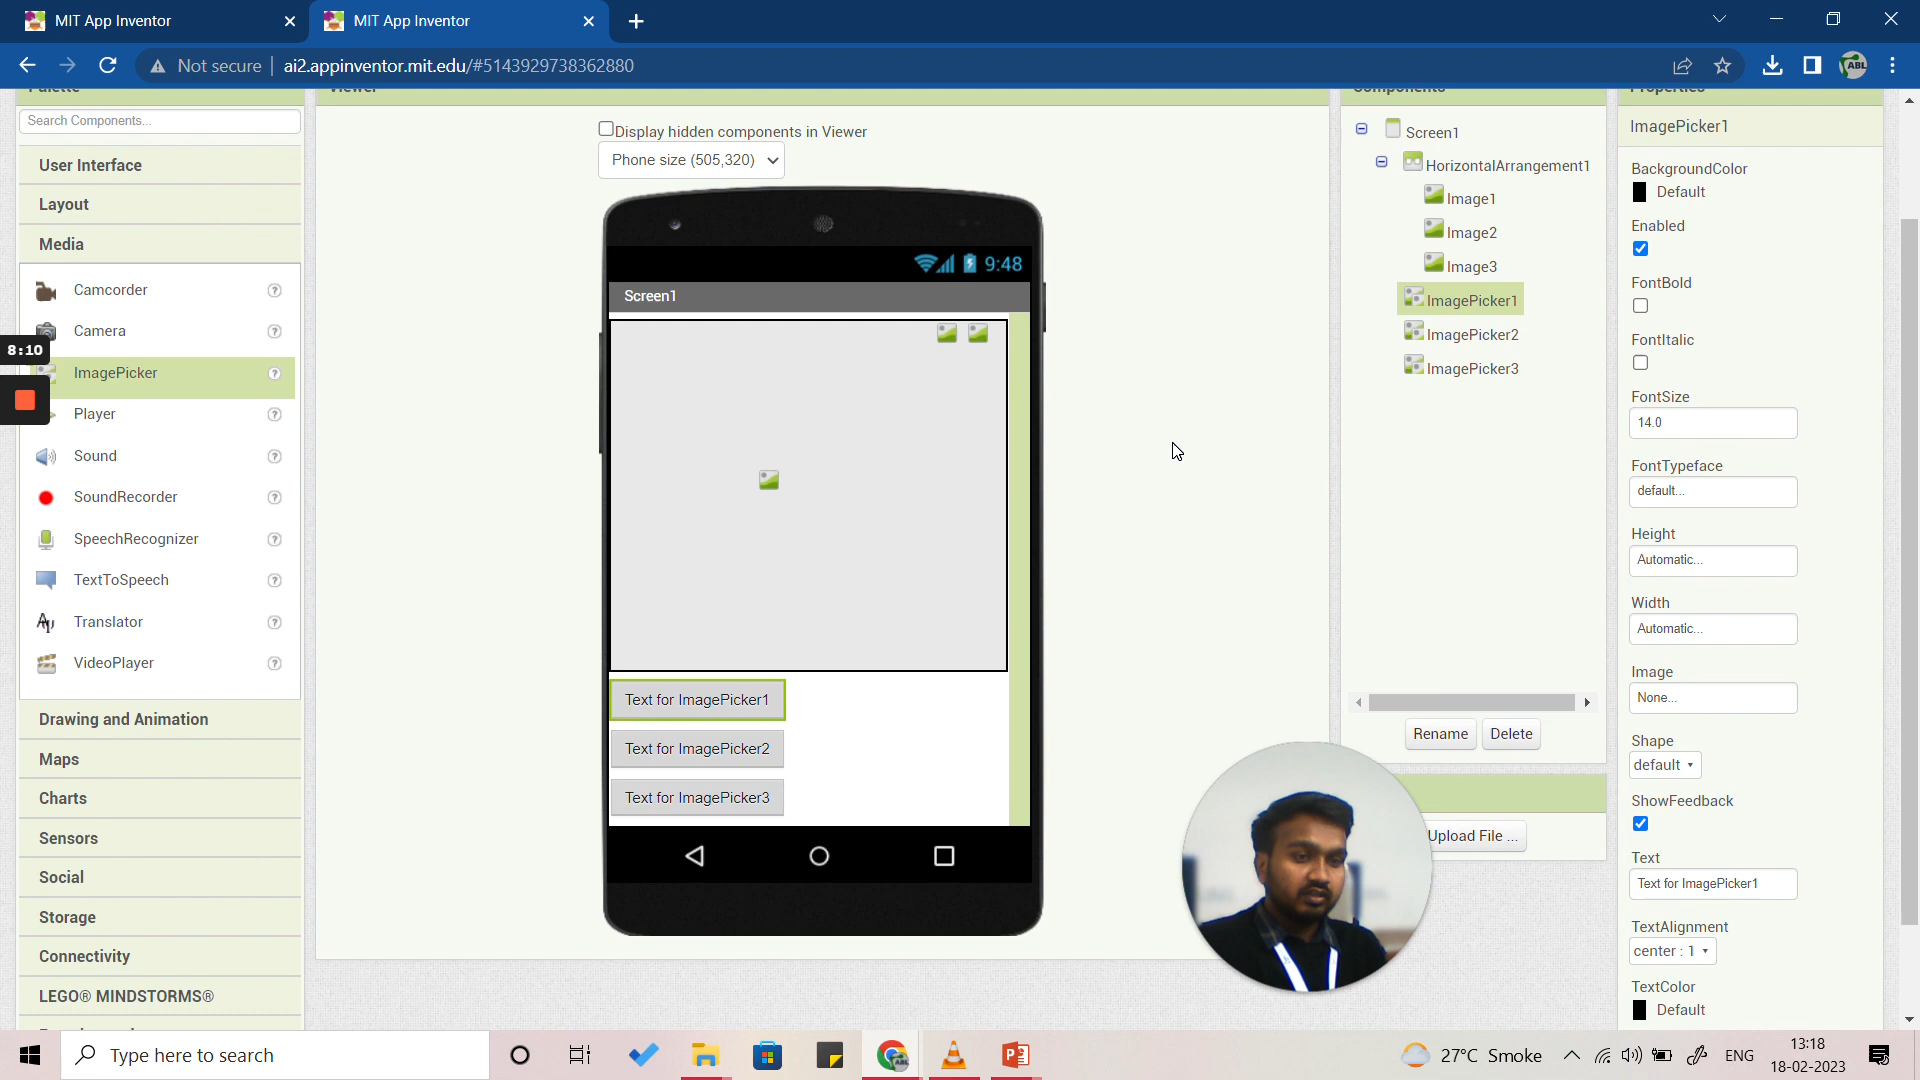 MIT App Inventor
MIT App Inventor
Not secure
ai2.appinventor.mit.edu/#5143929738362880
ABL
Palette
Viewer
Components
Properties
Search Components...
User Interface
Layout
Media
Camcorder
Camera
ImagePicker
Player
Sound
SoundRecorder
SpeechRecognizer
TextToSpeech
Translator
VideoPlayer
Drawing and Animation
Maps
Charts
Sensors
Social
Storage
Connectivity
LEGO® MINDSTORMS®
8:10
Display hidden components in Viewer
Phone size (505,320)
9:48
Screen1
Text for ImagePicker1
Text for ImagePicker2
Text for ImagePicker3
Screen1
HorizontalArrangement1
Image1
Image2
Image3
ImagePicker1
ImagePicker2
ImagePicker3
Rename
Delete
Upload File ...
ImagePicker1
BackgroundColor
Default
Enabled
FontBold
FontItalic
FontSize
14.0
FontTypeface
default...
Height
Automatic...
Width
Automatic...
Image
None...
Shape
default
ShowFeedback
Text
Text for ImagePicker1
TextAlignment
center : 1
TextColor
Default
Type here to search
27°C Smoke
ENG
13:18
18-02-2023